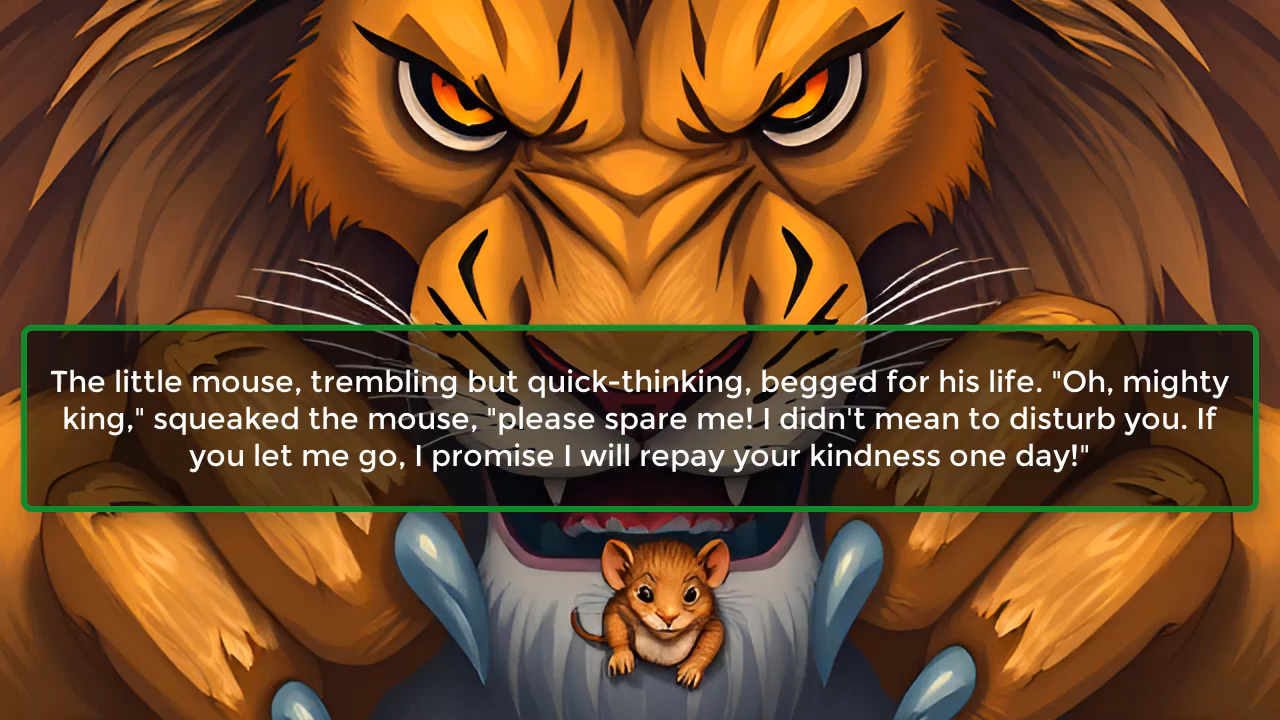 The little mouse, trembling but quick-thinking, begged for his life. "Oh, mighty
king," squeaked the mouse, "please spare me! I didn't mean to disturb you. If
you let me go, I promise I will repay your kindness one day!"